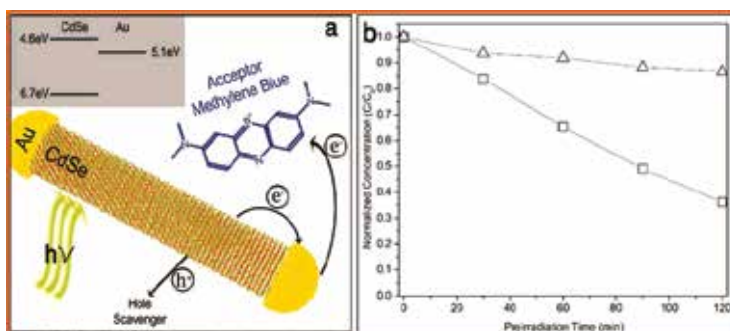 CdSe Au
4.6eV
5.1eV
6.7eV
a
Acceptor
Methylene Blue
Au
CdSe
e-
e-
hν
h+
Hole
Scavenger
b
Normalized Concentration (C/C0)
1.0
0.9
0.8
0.7
0.6
0.5
0.4
0.3
0.2
0.1
0.0
0 20 40 60 80 100 120
Pre-irradiation Time (min)